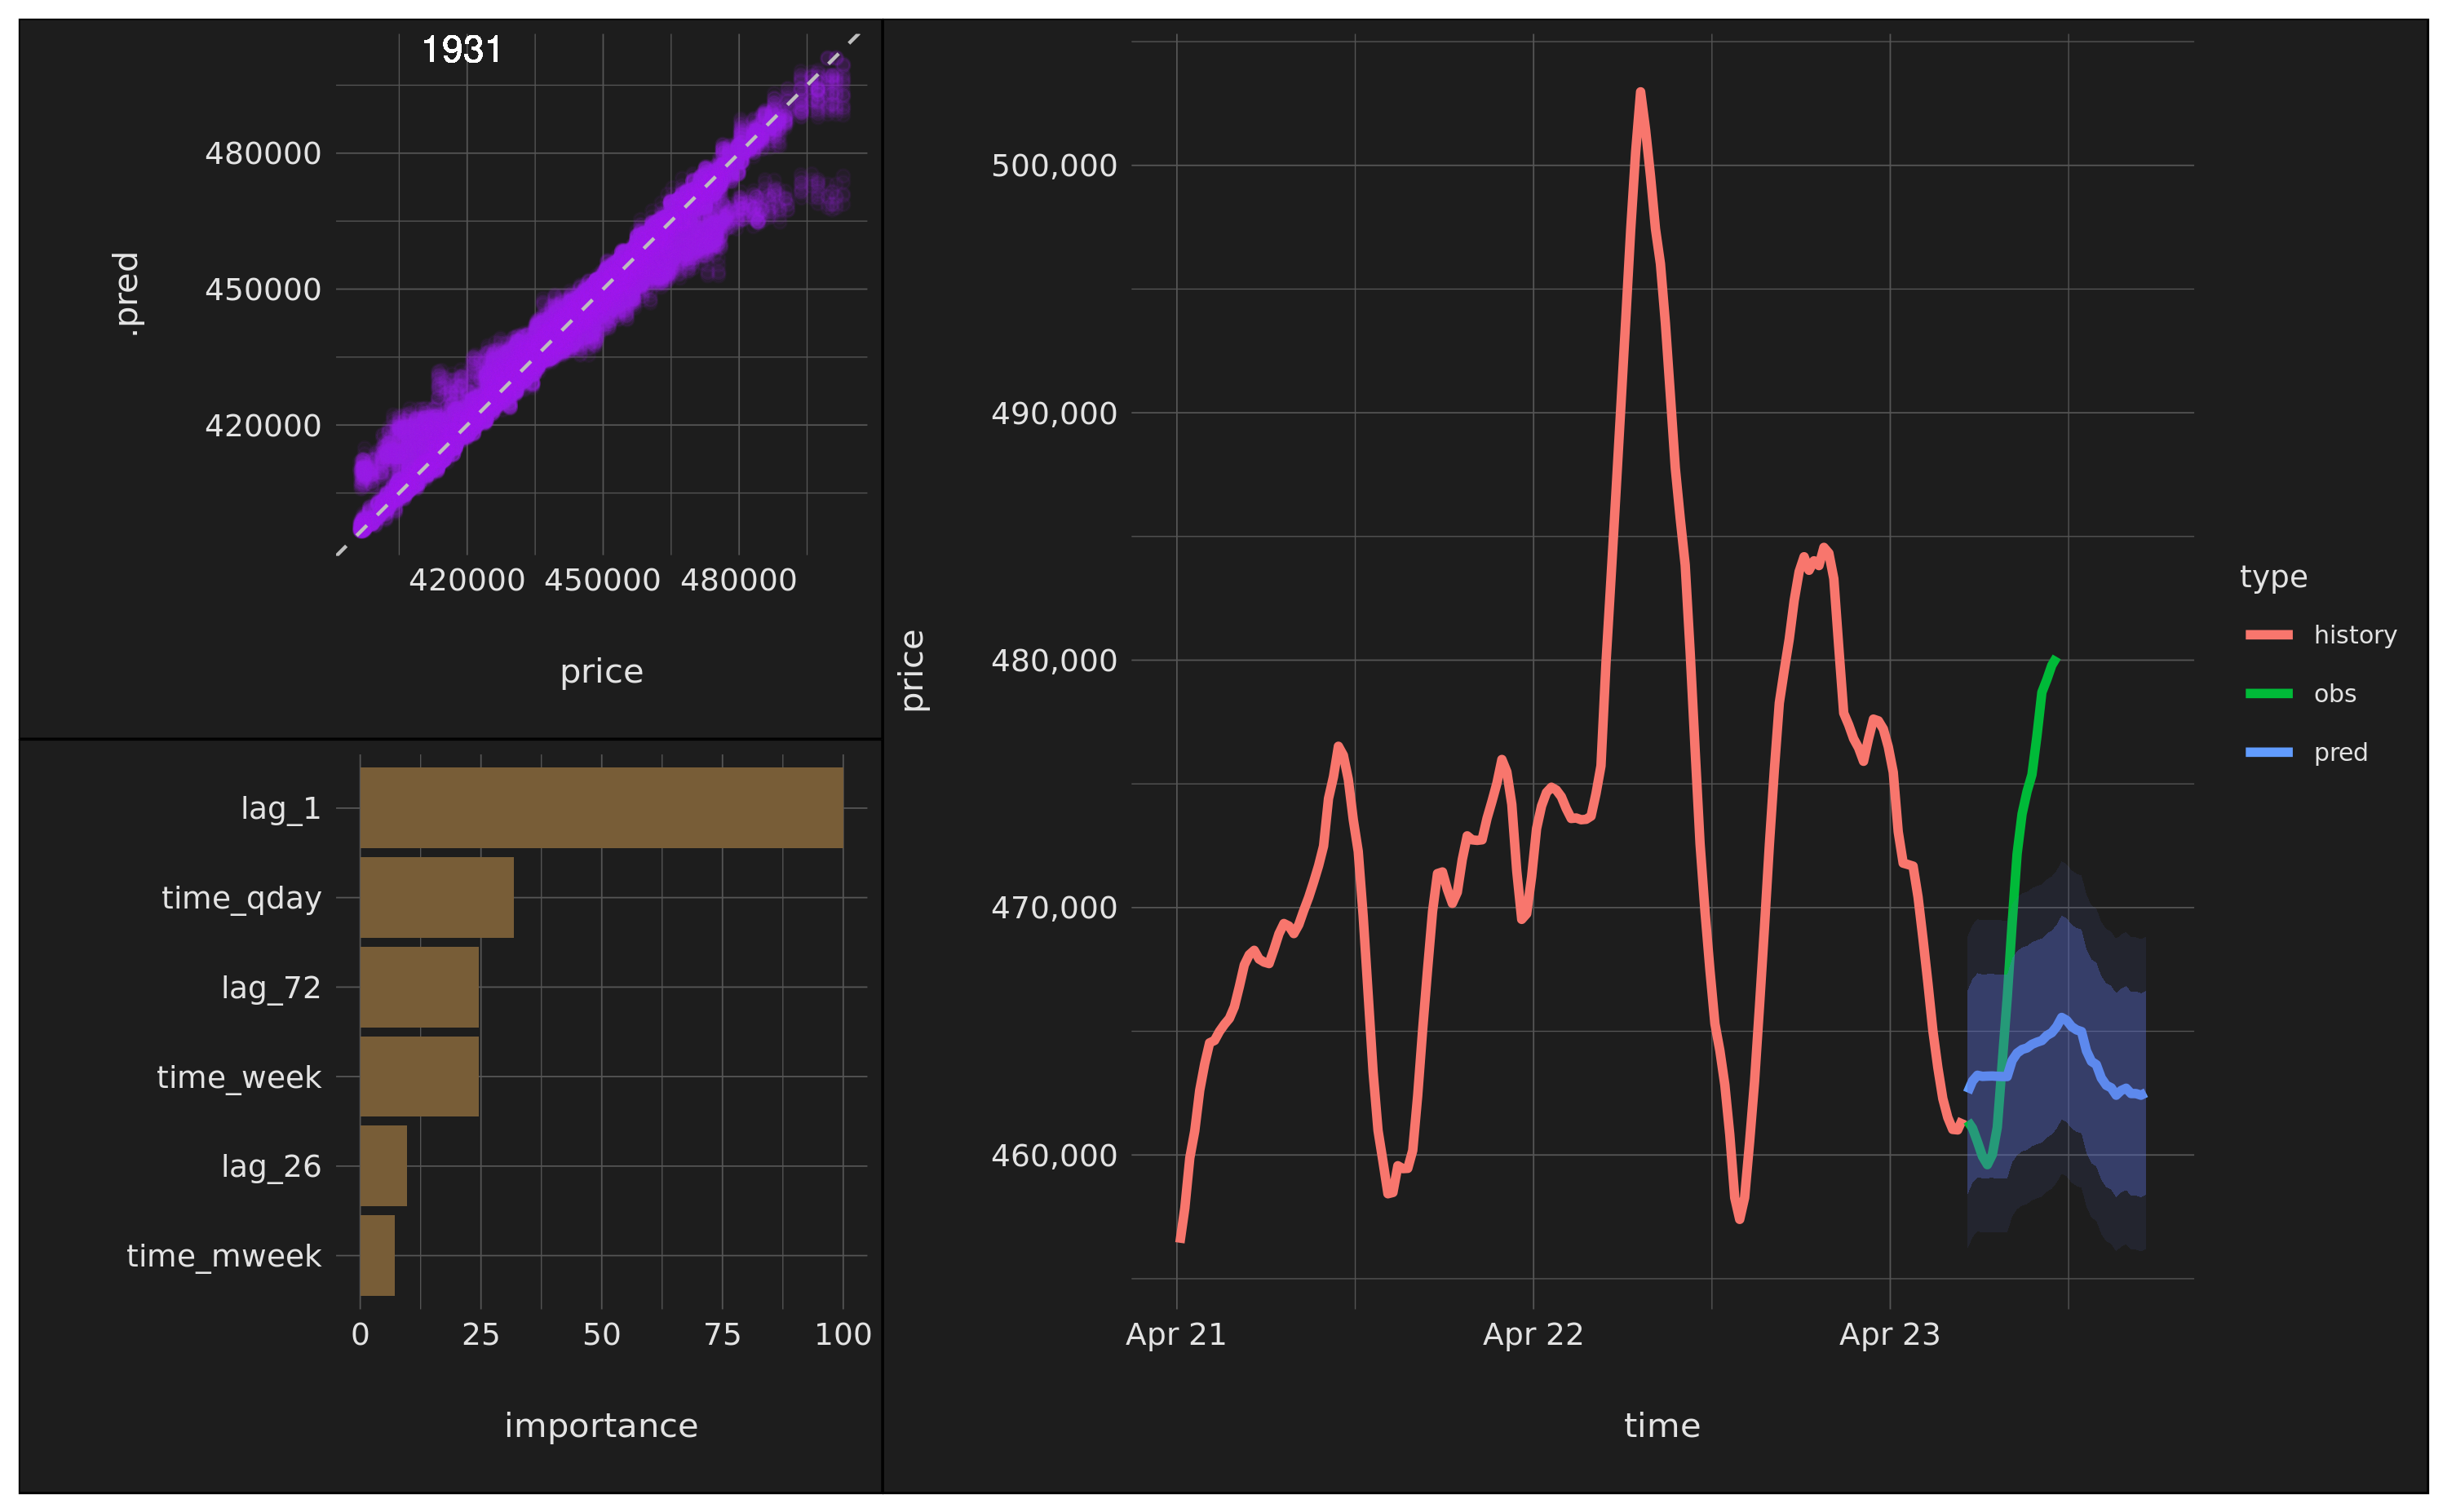 1931
480000
450000
420000
.pred
420000 450000 480000
price
lag_1
time_qday
lag_72
time_week
lag_26
time_mweek
0 25 50 75 100
importance
500,000
490,000
480,000
470,000
460,000
price
Apr 21 Apr 22 Apr 23
time
type
history
obs
pred